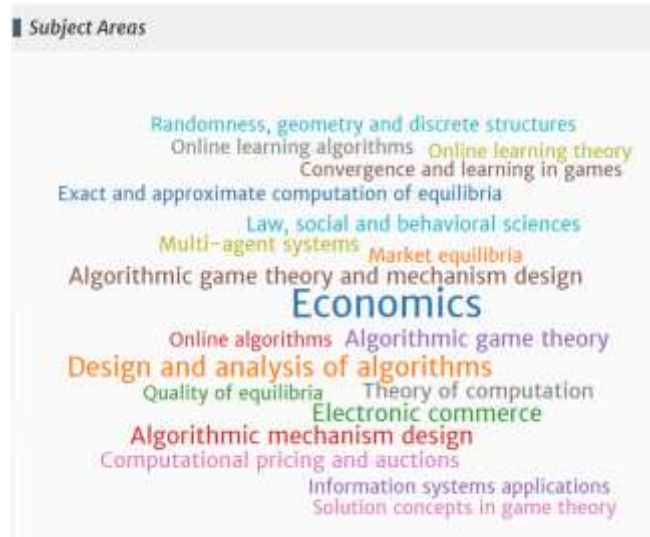 Subject Areas
Randomness, geometry and discrete structures
Online learning algorithms
Online learning theory
Convergence and learning in games
Exact and approximate computation of equilibria
Law, social and behavioral sciences
Multi-agent systems
Market equilibria
Algorithmic game theory and mechanism design
Economics
Online algorithms
Algorithmic game theory
Design and analysis of algorithms
Quality of equilibria
Theory of computation
Electronic commerce
Algorithmic mechanism design
Computational pricing and auctions
Information systems applications
Solution concepts in game theory